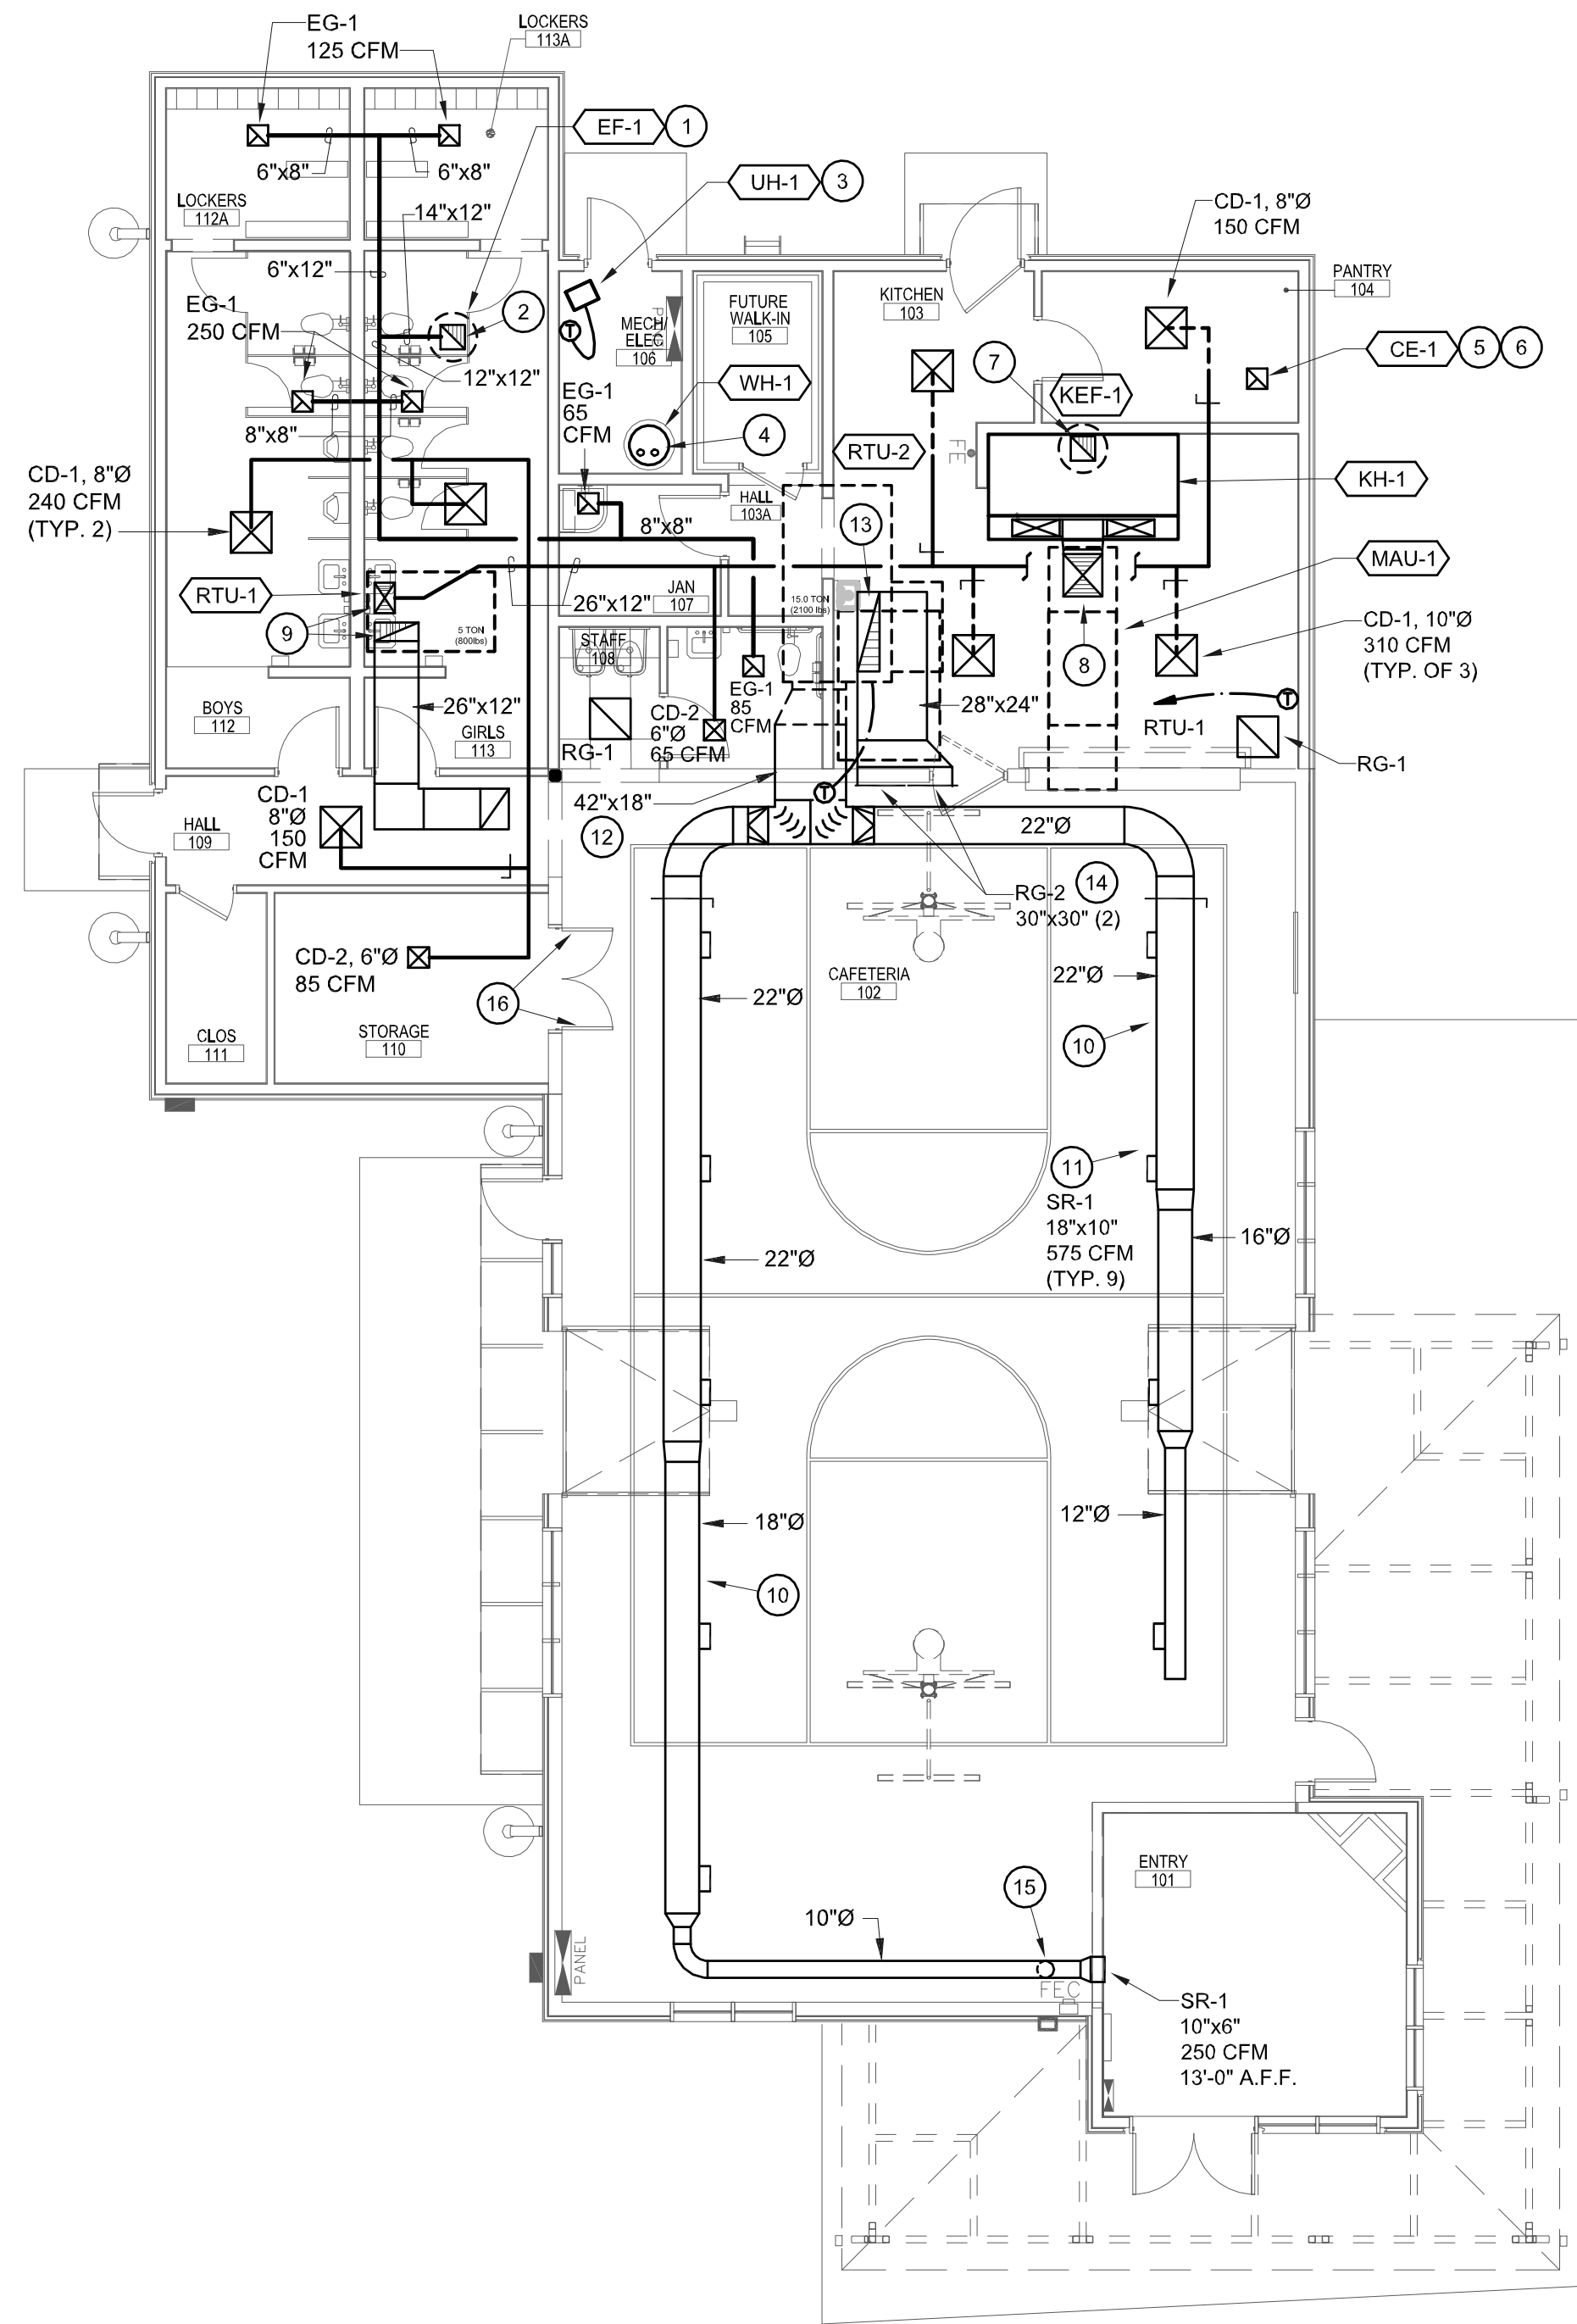 EG-1
125 CFM
LOCKERS
113A
EF-1
1
6"x8"
6"x8"
UH-1
3
LOCKERS
112A
14"x12"
CD-1, 8"Ø
150 CFM
6"x12"
PANTRY
104
EG-1
250 CFM
2
MECH/
ELEC
106
FUTURE
WALK-IN
105
KITCHEN
103
T
CE-1
5
6
7
12"x12"
WH-1
KEF-1
EG-1
65
CFM
8"x8"
4
RTU-2
FE
KH-1
CD-1, 8"Ø
240 CFM
(TYP. 2)
HALL
103A
13
8"x8"
MAU-1
RTU-1
26"x12"
JAN
107
15.0 TON
(2100 lbs)
E
9
5 TON
(800lbs)
CD-1, 10"Ø
310 CFM
(TYP. OF 3)
STAFF
108
8
EG-1
85
CFM
BOYS
112
26"x12"
GIRLS
113
RG-1
CD-2
6"Ø
65 CFM
28"x24"
T
RTU-1
RG-1
CD-1
8"Ø
150
CFM
42"x18"
T
HALL
109
12
22"Ø
RG-2
30"x30" (2)
14
CD-2, 6"Ø
85 CFM
CAFETERIA
102
22"Ø
16
22"Ø
CLOS
111
STORAGE
110
10
11
SR-1
18"x10"
575 CFM
(TYP. 9)
16"Ø
22"Ø
18"Ø
12"Ø
10
ENTRY
101
15
10"Ø
PANEL
FEC
SR-1
10"x6"
250 CFM
13'-0" A.F.F.